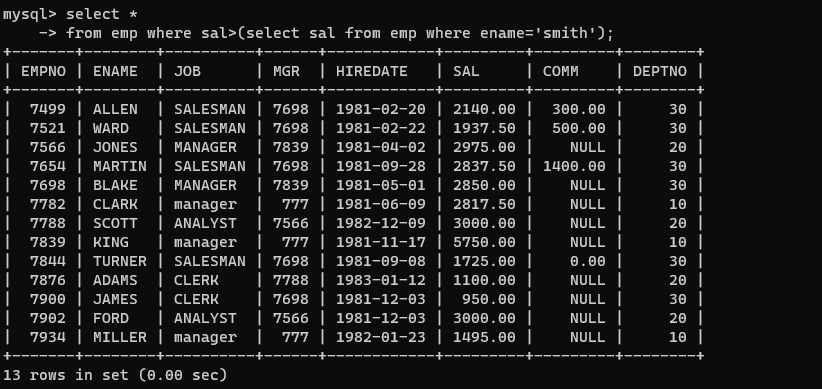 mysql> select *
    -> from emp where sal>(select sal from emp where ename='smith');
+-------+--------+----------+------+------------+---------+---------+--------+
| EMPNO | ENAME  | JOB      | MGR  | HIREDATE   | SAL     | COMM    | DEPTNO |
+-------+--------+----------+------+------------+---------+---------+--------+
|  7499 | ALLEN  | SALESMAN | 7698 | 1981-02-20 | 2140.00 |  300.00 |     30 |
|  7521 | WARD   | SALESMAN | 7698 | 1981-02-22 | 1937.50 |  500.00 |     30 |
|  7566 | JONES  | MANAGER  | 7839 | 1981-04-02 | 2975.00 |    NULL |     20 |
|  7654 | MARTIN | SALESMAN | 7698 | 1981-09-28 | 2837.50 | 1400.00 |     30 |
|  7698 | BLAKE  | MANAGER  | 7839 | 1981-05-01 | 2850.00 |    NULL |     30 |
|  7782 | CLARK  | manager  |  777 | 1981-06-09 | 2817.50 |    NULL |     10 |
|  7788 | SCOTT  | ANALYST  | 7566 | 1982-12-09 | 3000.00 |    NULL |     20 |
|  7839 | KING   | manager  |  777 | 1981-11-17 | 5750.00 |    NULL |     10 |
|  7844 | TURNER | SALESMAN | 7698 | 1981-09-08 | 1725.00 |    0.00 |     30 |
|  7876 | ADAMS  | CLERK    | 7788 | 1983-01-12 | 1100.00 |    NULL |     20 |
|  7900 | JAMES  | CLERK    | 7698 | 1981-12-03 |  950.00 |    NULL |     30 |
|  7902 | FORD   | ANALYST  | 7566 | 1981-12-03 | 3000.00 |    NULL |     20 |
|  7934 | MILLER | manager  |  777 | 1982-01-23 | 1495.00 |    NULL |     10 |
+-------+--------+----------+------+------------+---------+---------+--------+
13 rows in set (0.00 sec)